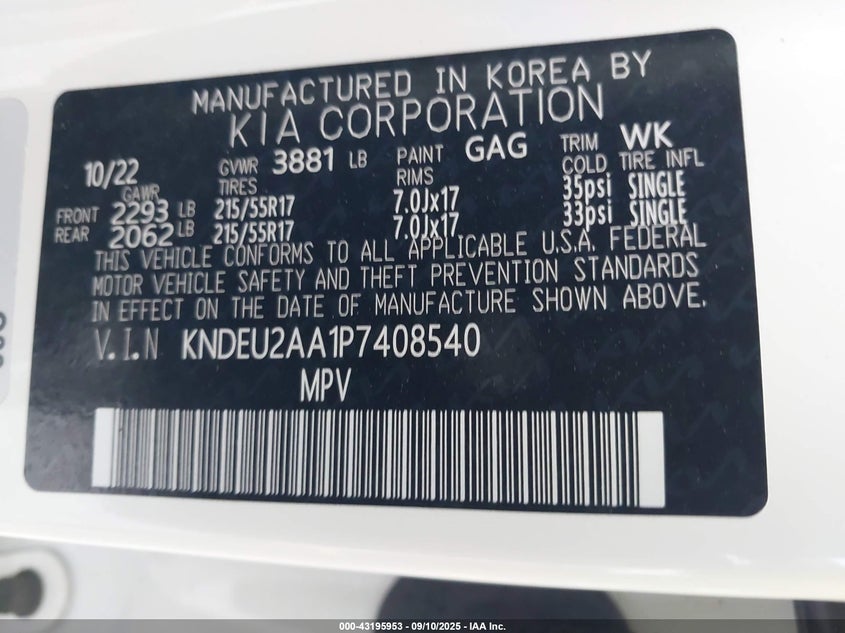 MANUFACTURED IN KOREA BY
KIA CORPORATION
10/22 GVWR 3881 LB PAINT GAG TRIM WK
GAWR TIRES RIMS COLD TIRE INFL
FRONT 2293 LB 215/55R17 7.0Jx17 35psi SINGLE
REAR 2062 LB 215/55R17 7.0Jx17 33psi SINGLE
THIS VEHICLE CONFORMS TO ALL APPLICABLE U.S.A. FEDERAL
MOTOR VEHICLE SAFETY AND THEFT PREVENTION STANDARDS
IN EFFECT ON THE DATE OF MANUFACTURE SHOWN ABOVE.
V.I.N KNDEU2AA1P7408540
MPV
000-43195953 - 09/10/2025 - IAA Inc.